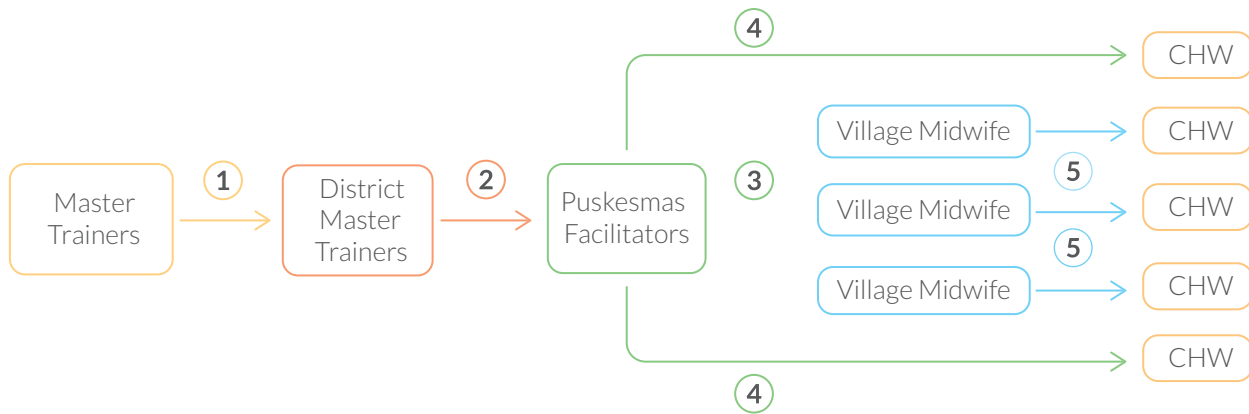 4
CHW
Village Midwife
CHW
1
2
3
5
Master
Trainers
District
Master
Trainers
Puskesmas
Facilitators
Village Midwife
CHW
5
Village Midwife
CHW
CHW
4